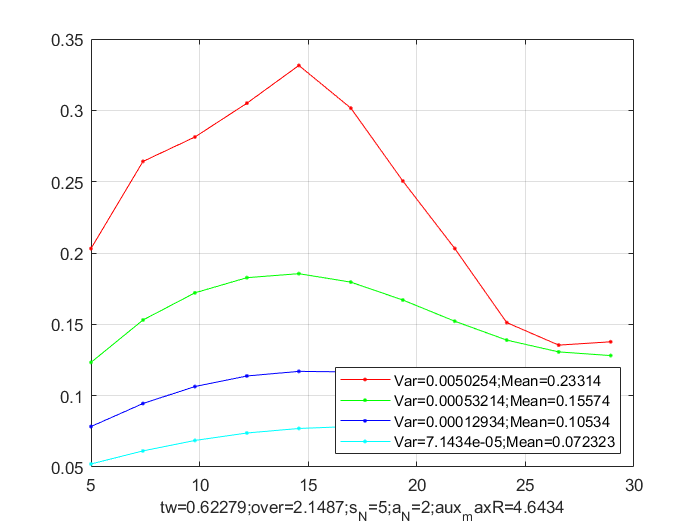 0.35
0.3
0.25
0.2
0.15
0.1
0.05
Var=0.0050254;Mean=0.23314
Var=0.00053214;Mean=0.15574
Var=0.00012934;Mean=0.10534
Var=7.1434e-05;Mean=0.072323
5 10 15 20 25 30
tw=0.62279;over=2.1487;s_N=5;a_N=2;aux_maxR=4.6434